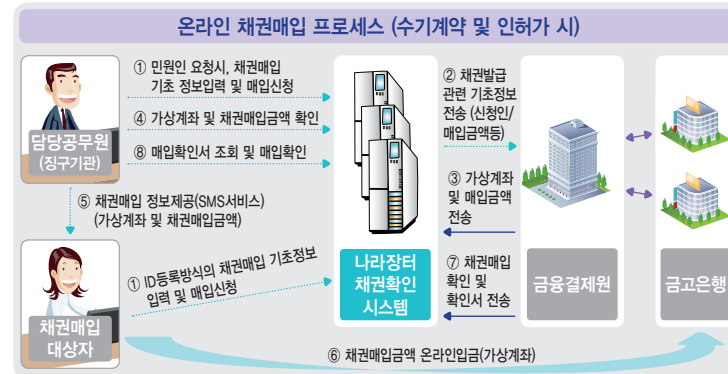 온라인 채권매입 프로세스 (수기계약 및 인허가 시)
① 민원인 요청시, 채권매입
기초 정보입력 및 매입신청
④ 가상계좌 및 채권매입금액 확인
⑧ 매입확인서 조회 및 매입확인
담당공무원
(징구기관)
② 채권발급
관련 기초정보
전송 (신청인/
매입금액등)
③ 가상계좌
및 매입금액
전송
⑤ 채권매입 정보제공(SMS서비스)
(가상계좌 및 채권매입금액)
① ID등록방식의 채권매입 기초정보
입력 및 매입신청
나라장터
채권확인
시스템
⑦ 채권매입
확인 및
확인서 전송
금융결제원
금고은행
채권매입
대상자
⑥ 채권매입금액 온라인입금(가상계좌)